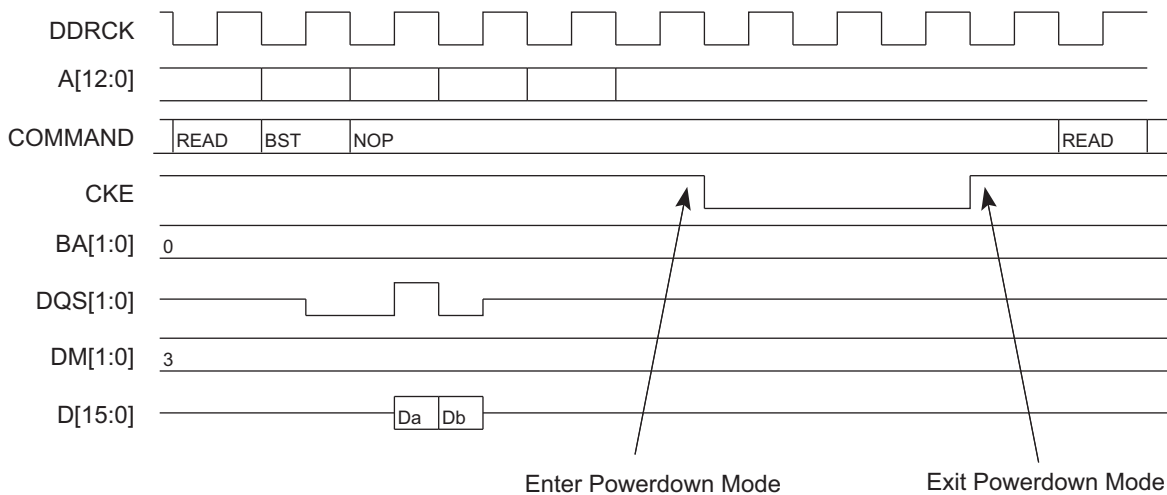 DDRCK
A[12:0]
COMMAND READ BST NOP READ
CKE
BA[1:0] 0
DQS[1:0]
DM[1:0] 3
D[15:0] Da Db
Enter Powerdown Mode Exit Powerdown Mode